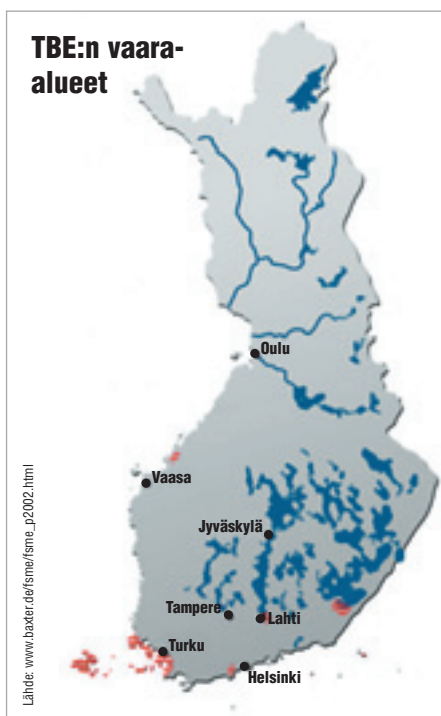 TBE:n vaara-
alueet
Oulu
Vaasa
Jyväskylä
Tampere
Lahti
Turku
Helsinki
Lähde: www.baxter.de/fsme/fsme_p2002.html